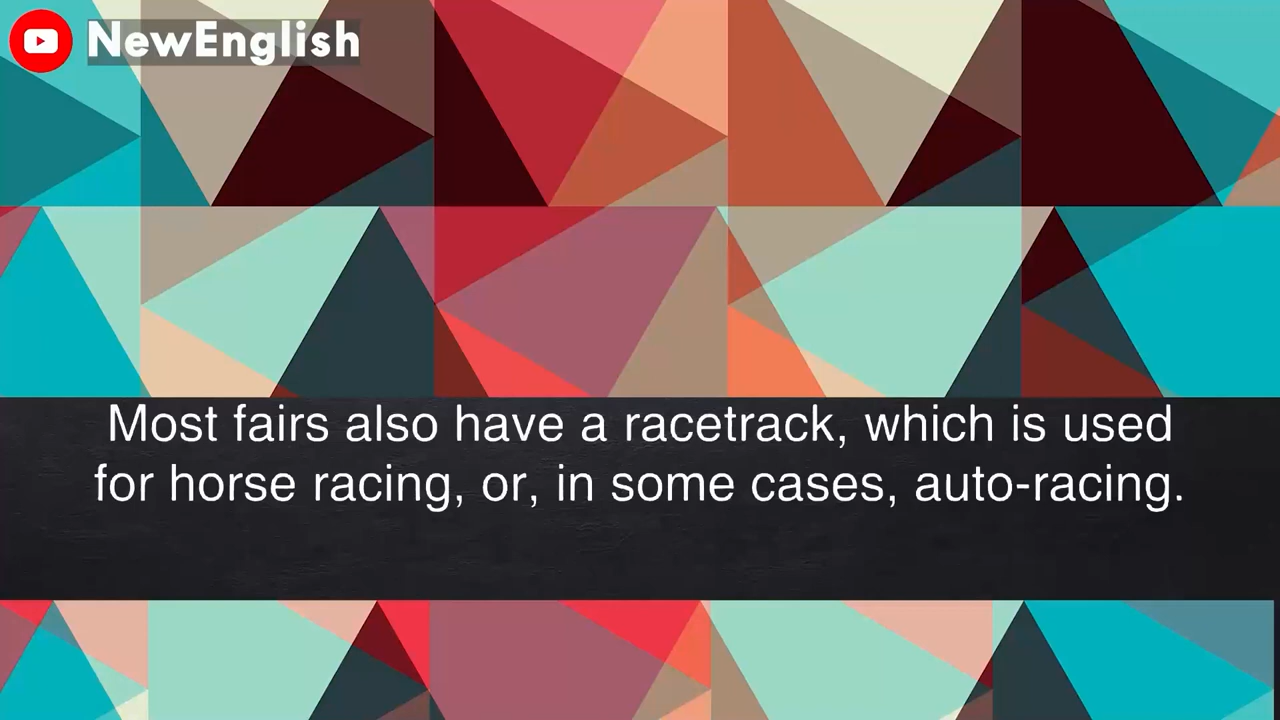 NewEnglish
Most fairs also have a racetrack, which is used
for horse racing, or, in some cases, auto-racing.